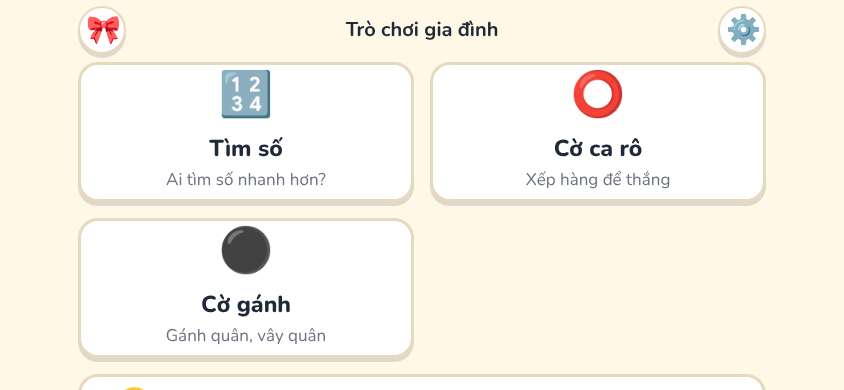 Trò chơi gia đình
Tìm số
Ai tìm số nhanh hơn?
Cờ ca rô
Xếp hàng để thắng
Cờ gánh
Gánh quân, vây quân